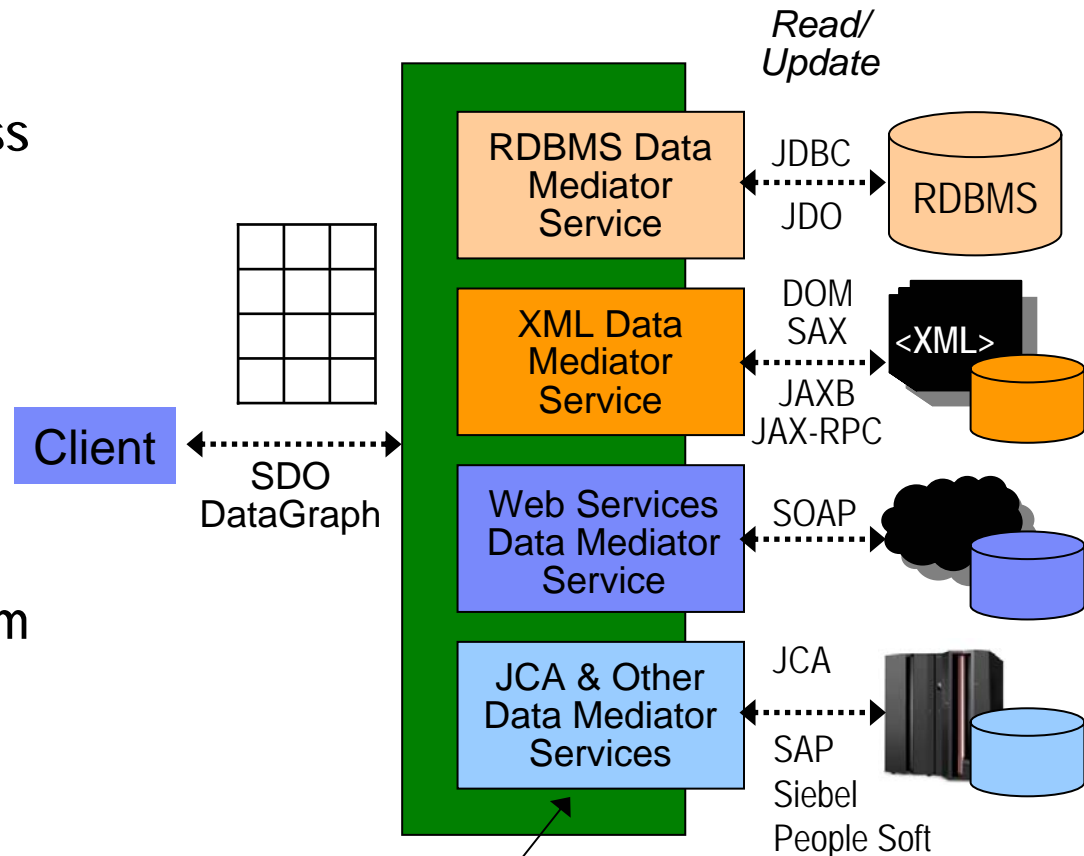 Read/
Update
ss
RDBMS Data
Mediator
Service
JDBC
JDO
RDBMS
XML Data
Mediator
Service
DOM
SAX
JAXB
JAX-RPC
<XML>
Client
SDO
DataGraph
Web Services
Data Mediator
Service
SOAP
m
JCA & Other
Data Mediator
Services
JCA
SAP
Siebel
People Soft